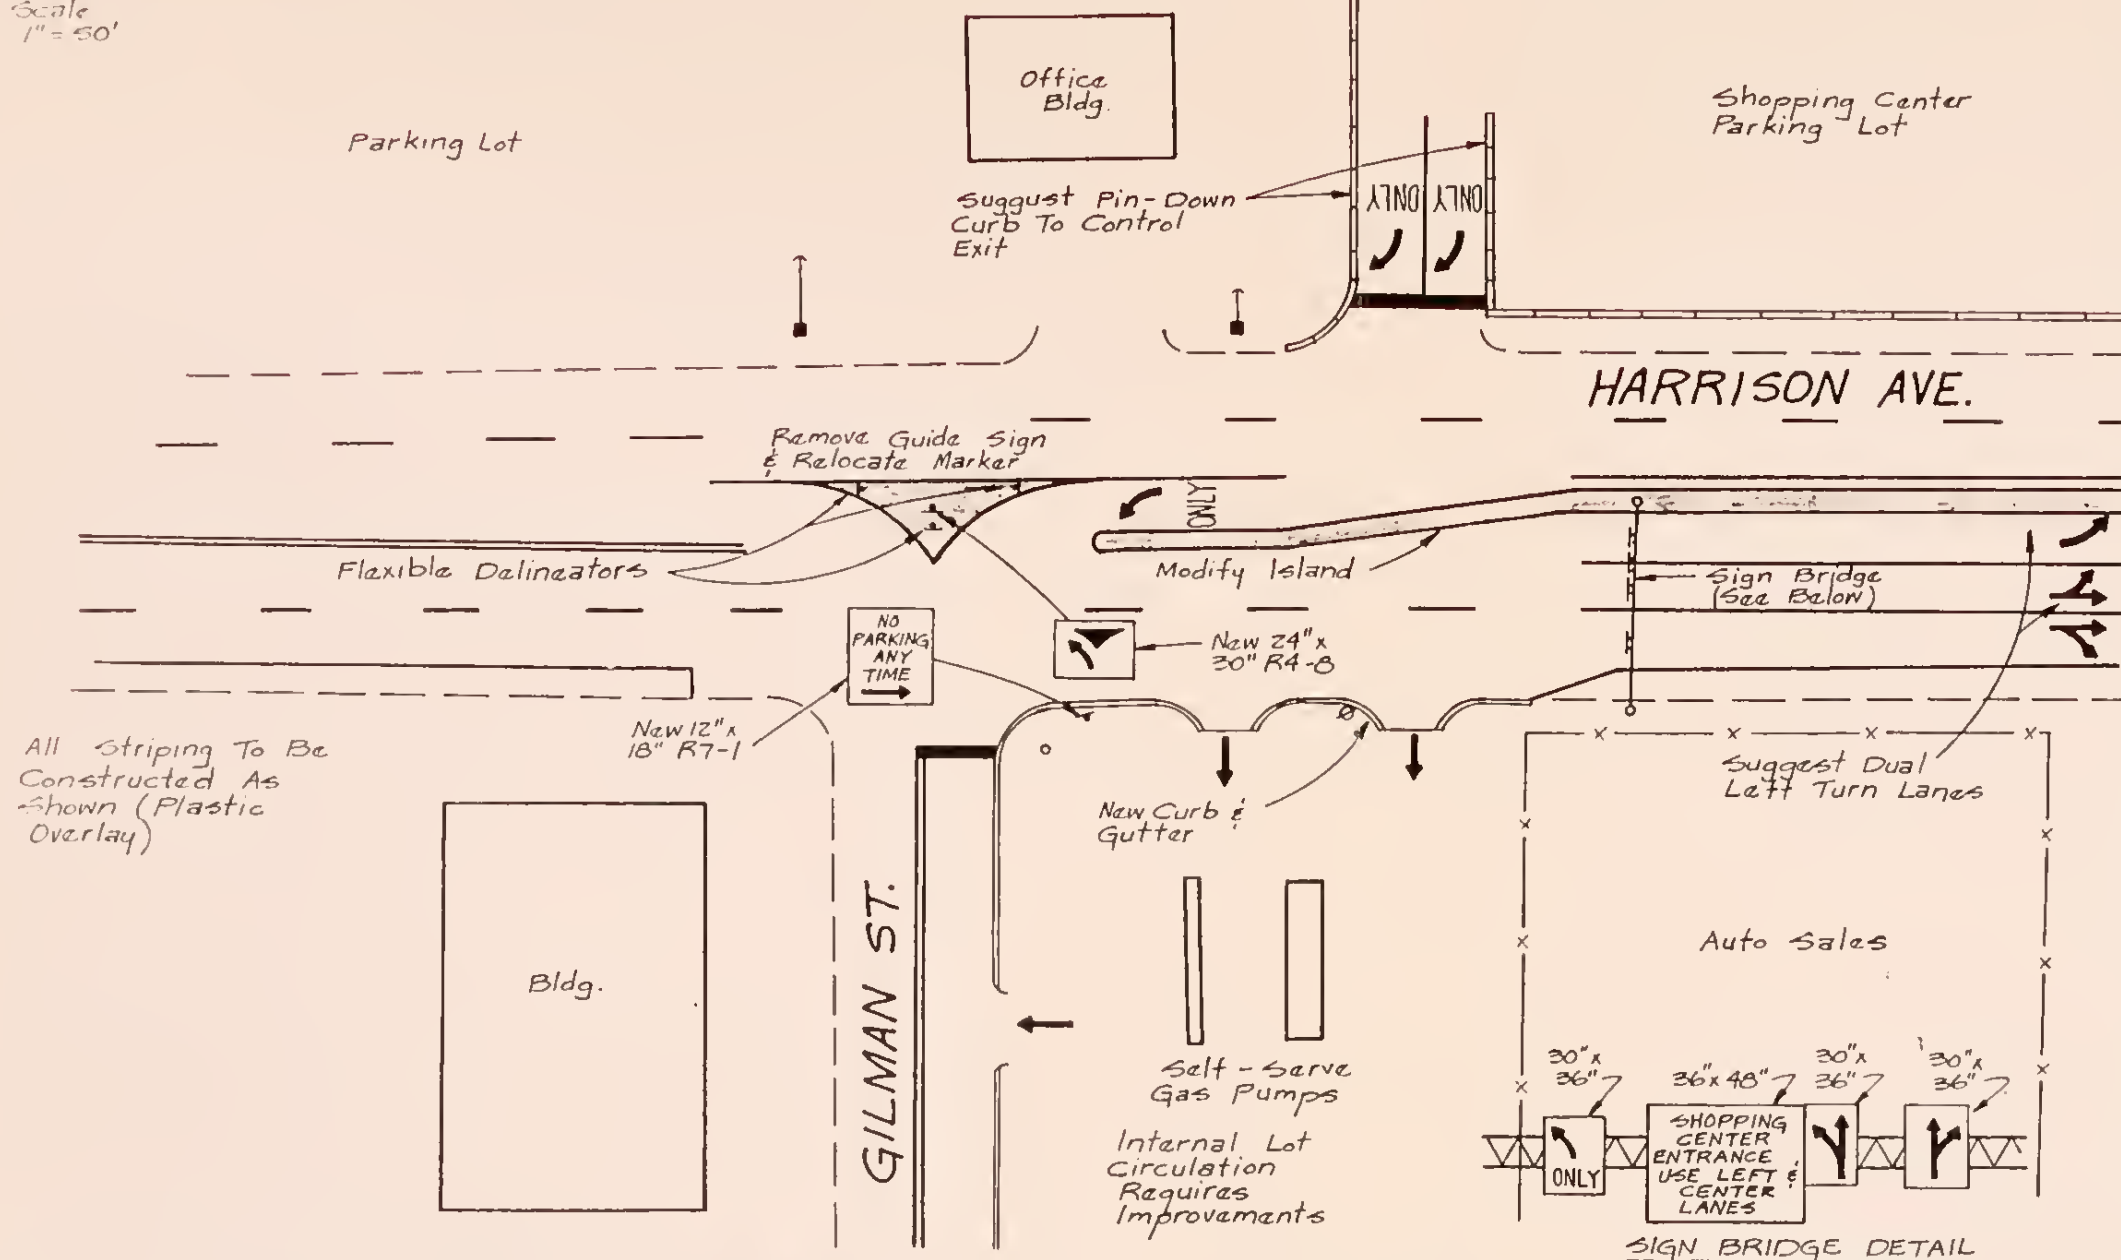 Scale
1" = 50'
Office
Bldg.
Parking Lot
Shopping Center
Parking Lot
Suggust Pin-Down
Curb To Control
Exit
ONLY
ONLY
HARRISON AVE.
Remove Guide Sign
& Relocate Marker
ONLY
Flexible Delineators
Modify Island
Sign Bridge
(See Below)
NO
PARKING
ANY
TIME
New 24" x
30" R4-8
New 12" x
18" R7-1
All Striping To Be
Constructed As
Shown (Plastic
Overlay)
Suggest Dual
Left Turn Lanes
New Curb &
Gutter
GILMAN ST.
Bldg.
Auto Sales
Self-Serve
Gas Pumps
Internal Lot
Circulation
Requires
Improvements
30" x
36"
36" x 48"
30" x
36"
30" x
36"
ONLY
SHOPPING
CENTER
ENTRANCE
USE LEFT &
CENTER
LANES
SIGN BRIDGE DETAIL